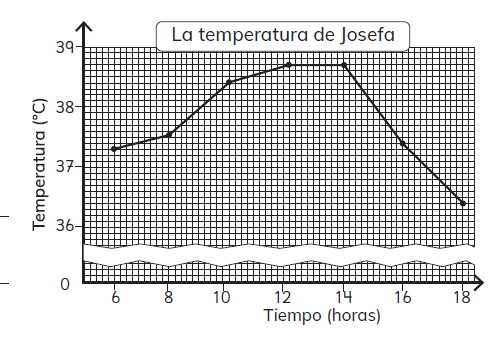 La temperatura de Josefa
Temperatura (°C)
39
38
37
36
0
6 8 10 12 14 16 18
Tiempo (horas)